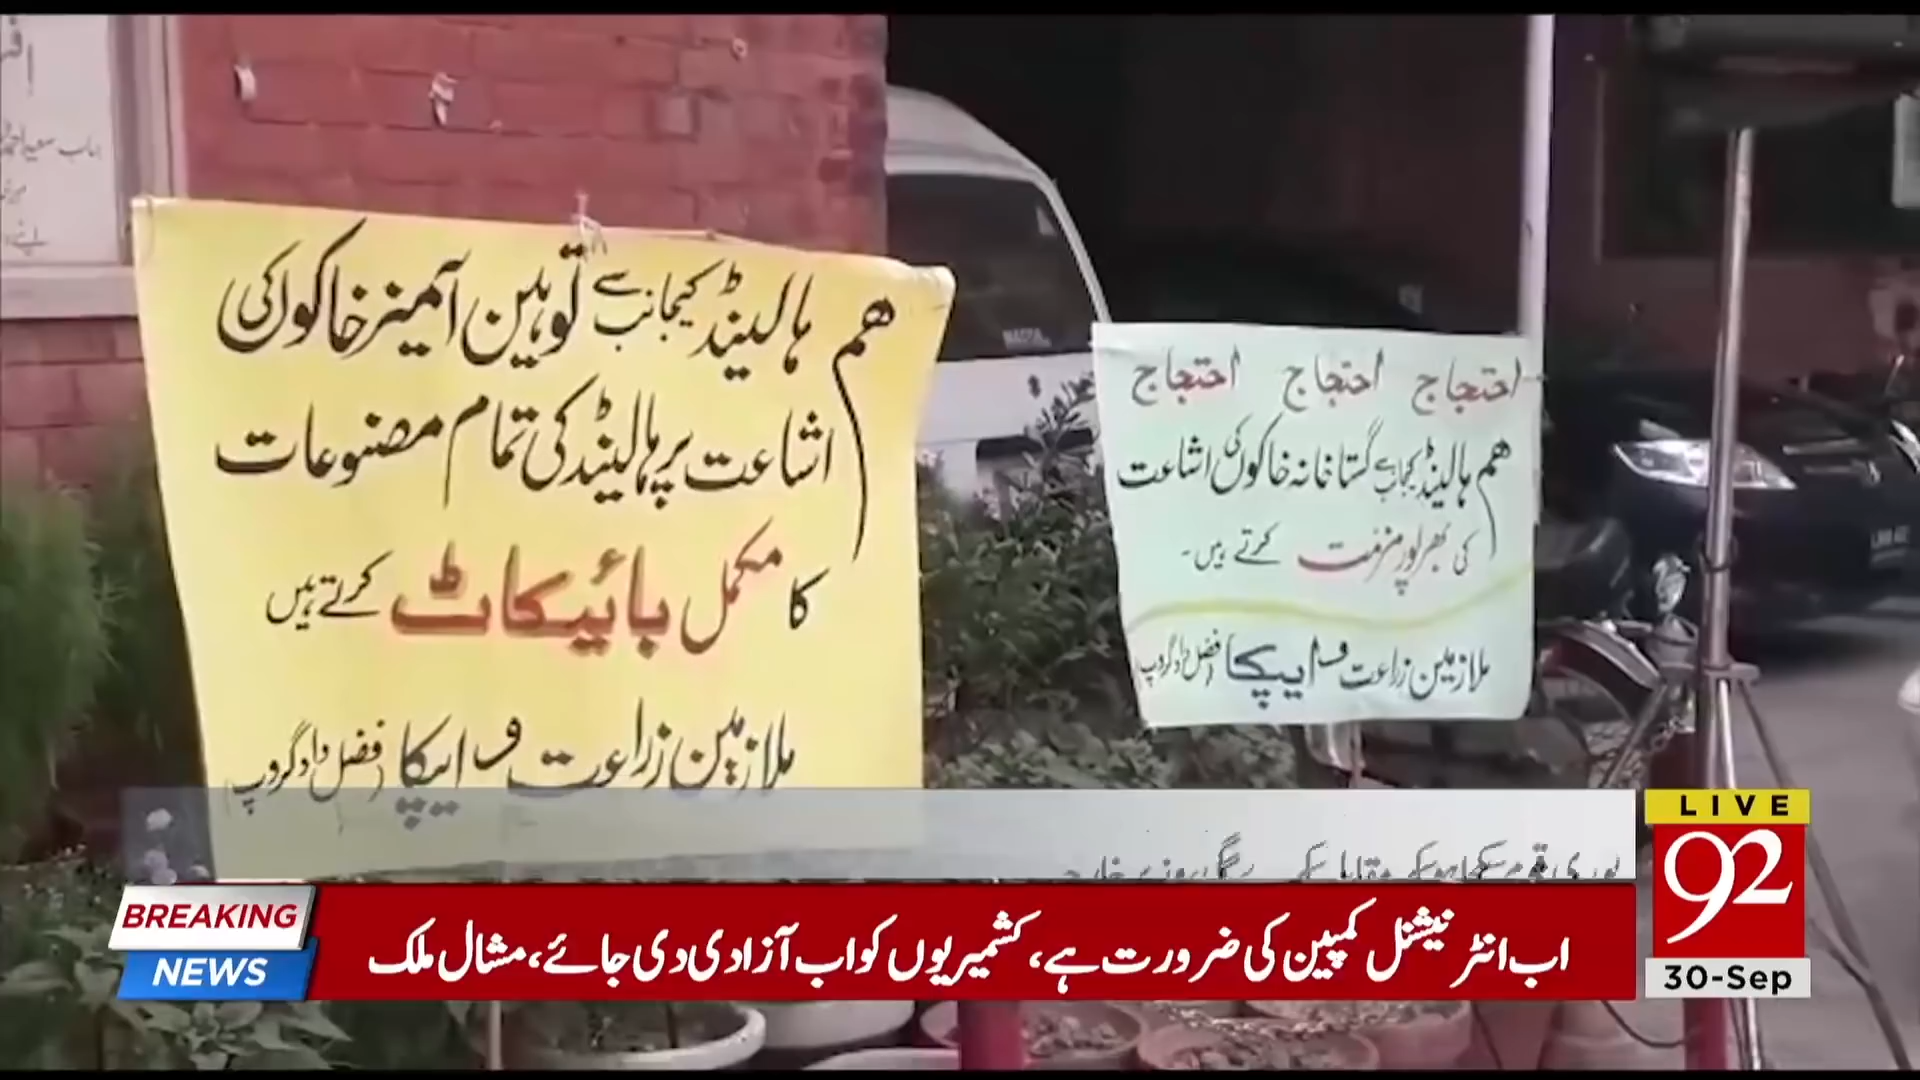 ھم ہالینڈ کیجانب سے توہین آمیز خاکوں کی
اشاعت پر ہالینڈ کی تمام مصنوعات
کا مکمل بائیکاٹ کرتے ہیں
ملازمین زراعت و ایپکا (فضل داد گروپ)
احتجاج احتجاج احتجاج
ھم ہالینڈ کیجانب سے گستاخانہ خاکوں کی اشاعت
کی بھرپور مزمت کرتے ہیں۔
ملازمین زراعت و ایپکا (فضل داد گروپ)
LIVE
92
30-Sep
BREAKING
NEWS
اب انٹرنیشنل کمپین کی ضرورت ہے، کشمیریوں کو اب آزادی دی جائے، مشال ملک